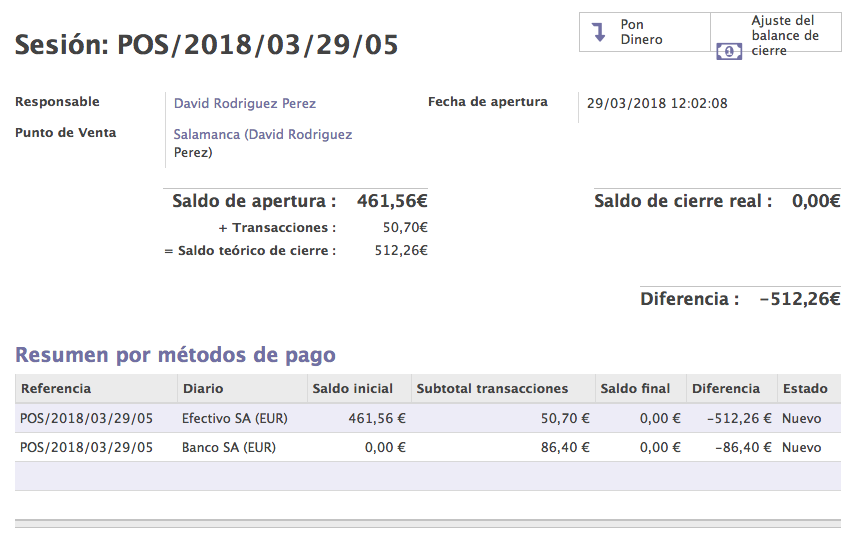 Sesión: POS/2018/03/29/05
Pon
Dinero
Ajuste del
balance de
cierre
Responsable
David Rodriguez Perez
Fecha de apertura
29/03/2018 12:02:08
Punto de Venta
Salamanca (David Rodriguez
Perez)
Saldo de apertura : 461,56€
Saldo de cierre real : 0,00€
+ Transacciones : 50,70€
= Saldo teórico de cierre : 512,26€
Diferencia : -512,26€
Resumen por métodos de pago
Referencia Diario Saldo inicial Subtotal transacciones Saldo final Diferencia Estado
POS/2018/03/29/05 Efectivo SA (EUR) 461,56 € 50,70 € 0,00 € -512,26 € Nuevo
POS/2018/03/29/05 Banco SA (EUR) 0,00 € 86,40 € 0,00 € -86,40 € Nuevo